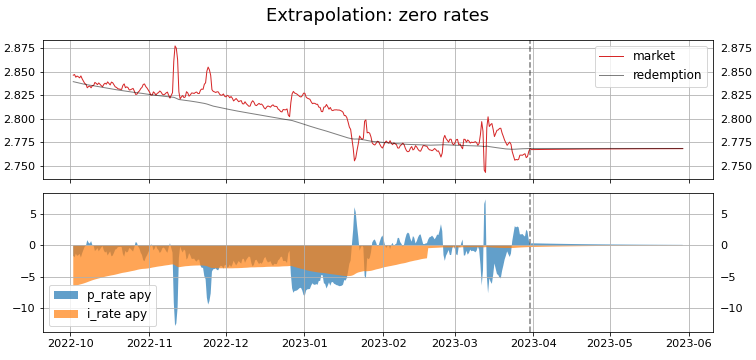 Extrapolation: zero rates
2.875 2.875
2.850 2.850
2.825 2.825
2.800 2.800
2.775 2.775
2.750 2.750
market
redemption
5 5
0 0
−5 −5
−10 −10
p_rate apy
i_rate apy
2022-10 2022-11 2022-12 2023-01 2023-02 2023-03 2023-04 2023-05 2023-06